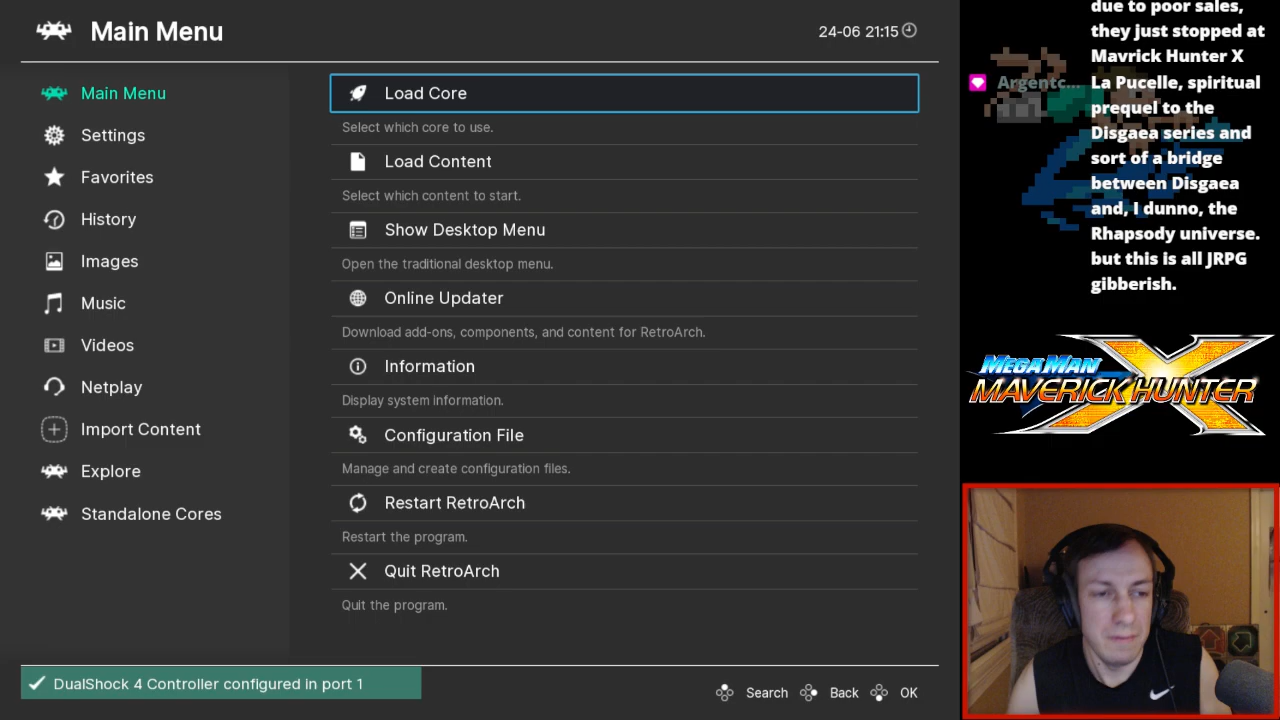 Main Menu
24-06 21:15
Main Menu
Settings
Favorites
History
Images
Music
Videos
Netplay
Import Content
Explore
Standalone Cores
Load Core
Select which core to use.
Load Content
Select which content to start.
Show Desktop Menu
Open the traditional desktop menu.
Online Updater
Download add-ons, components, and content for RetroArch.
Information
Display system information.
Configuration File
Manage and create configuration files.
Restart RetroArch
Restart the program.
Quit RetroArch
Quit the program.
DualShock 4 Controller configured in port 1
Search
Back
OK
due to poor sales,
they just stopped at
Mavrick Hunter X
Argentc...
La Pucelle, spiritual
prequel to the
Disgaea series and
sort of a bridge
between Disgaea
and, I dunno, the
Rhapsody universe.
but this is all JRPG
gibberish.
MEGA MAN
MAVERICK HUNTER X